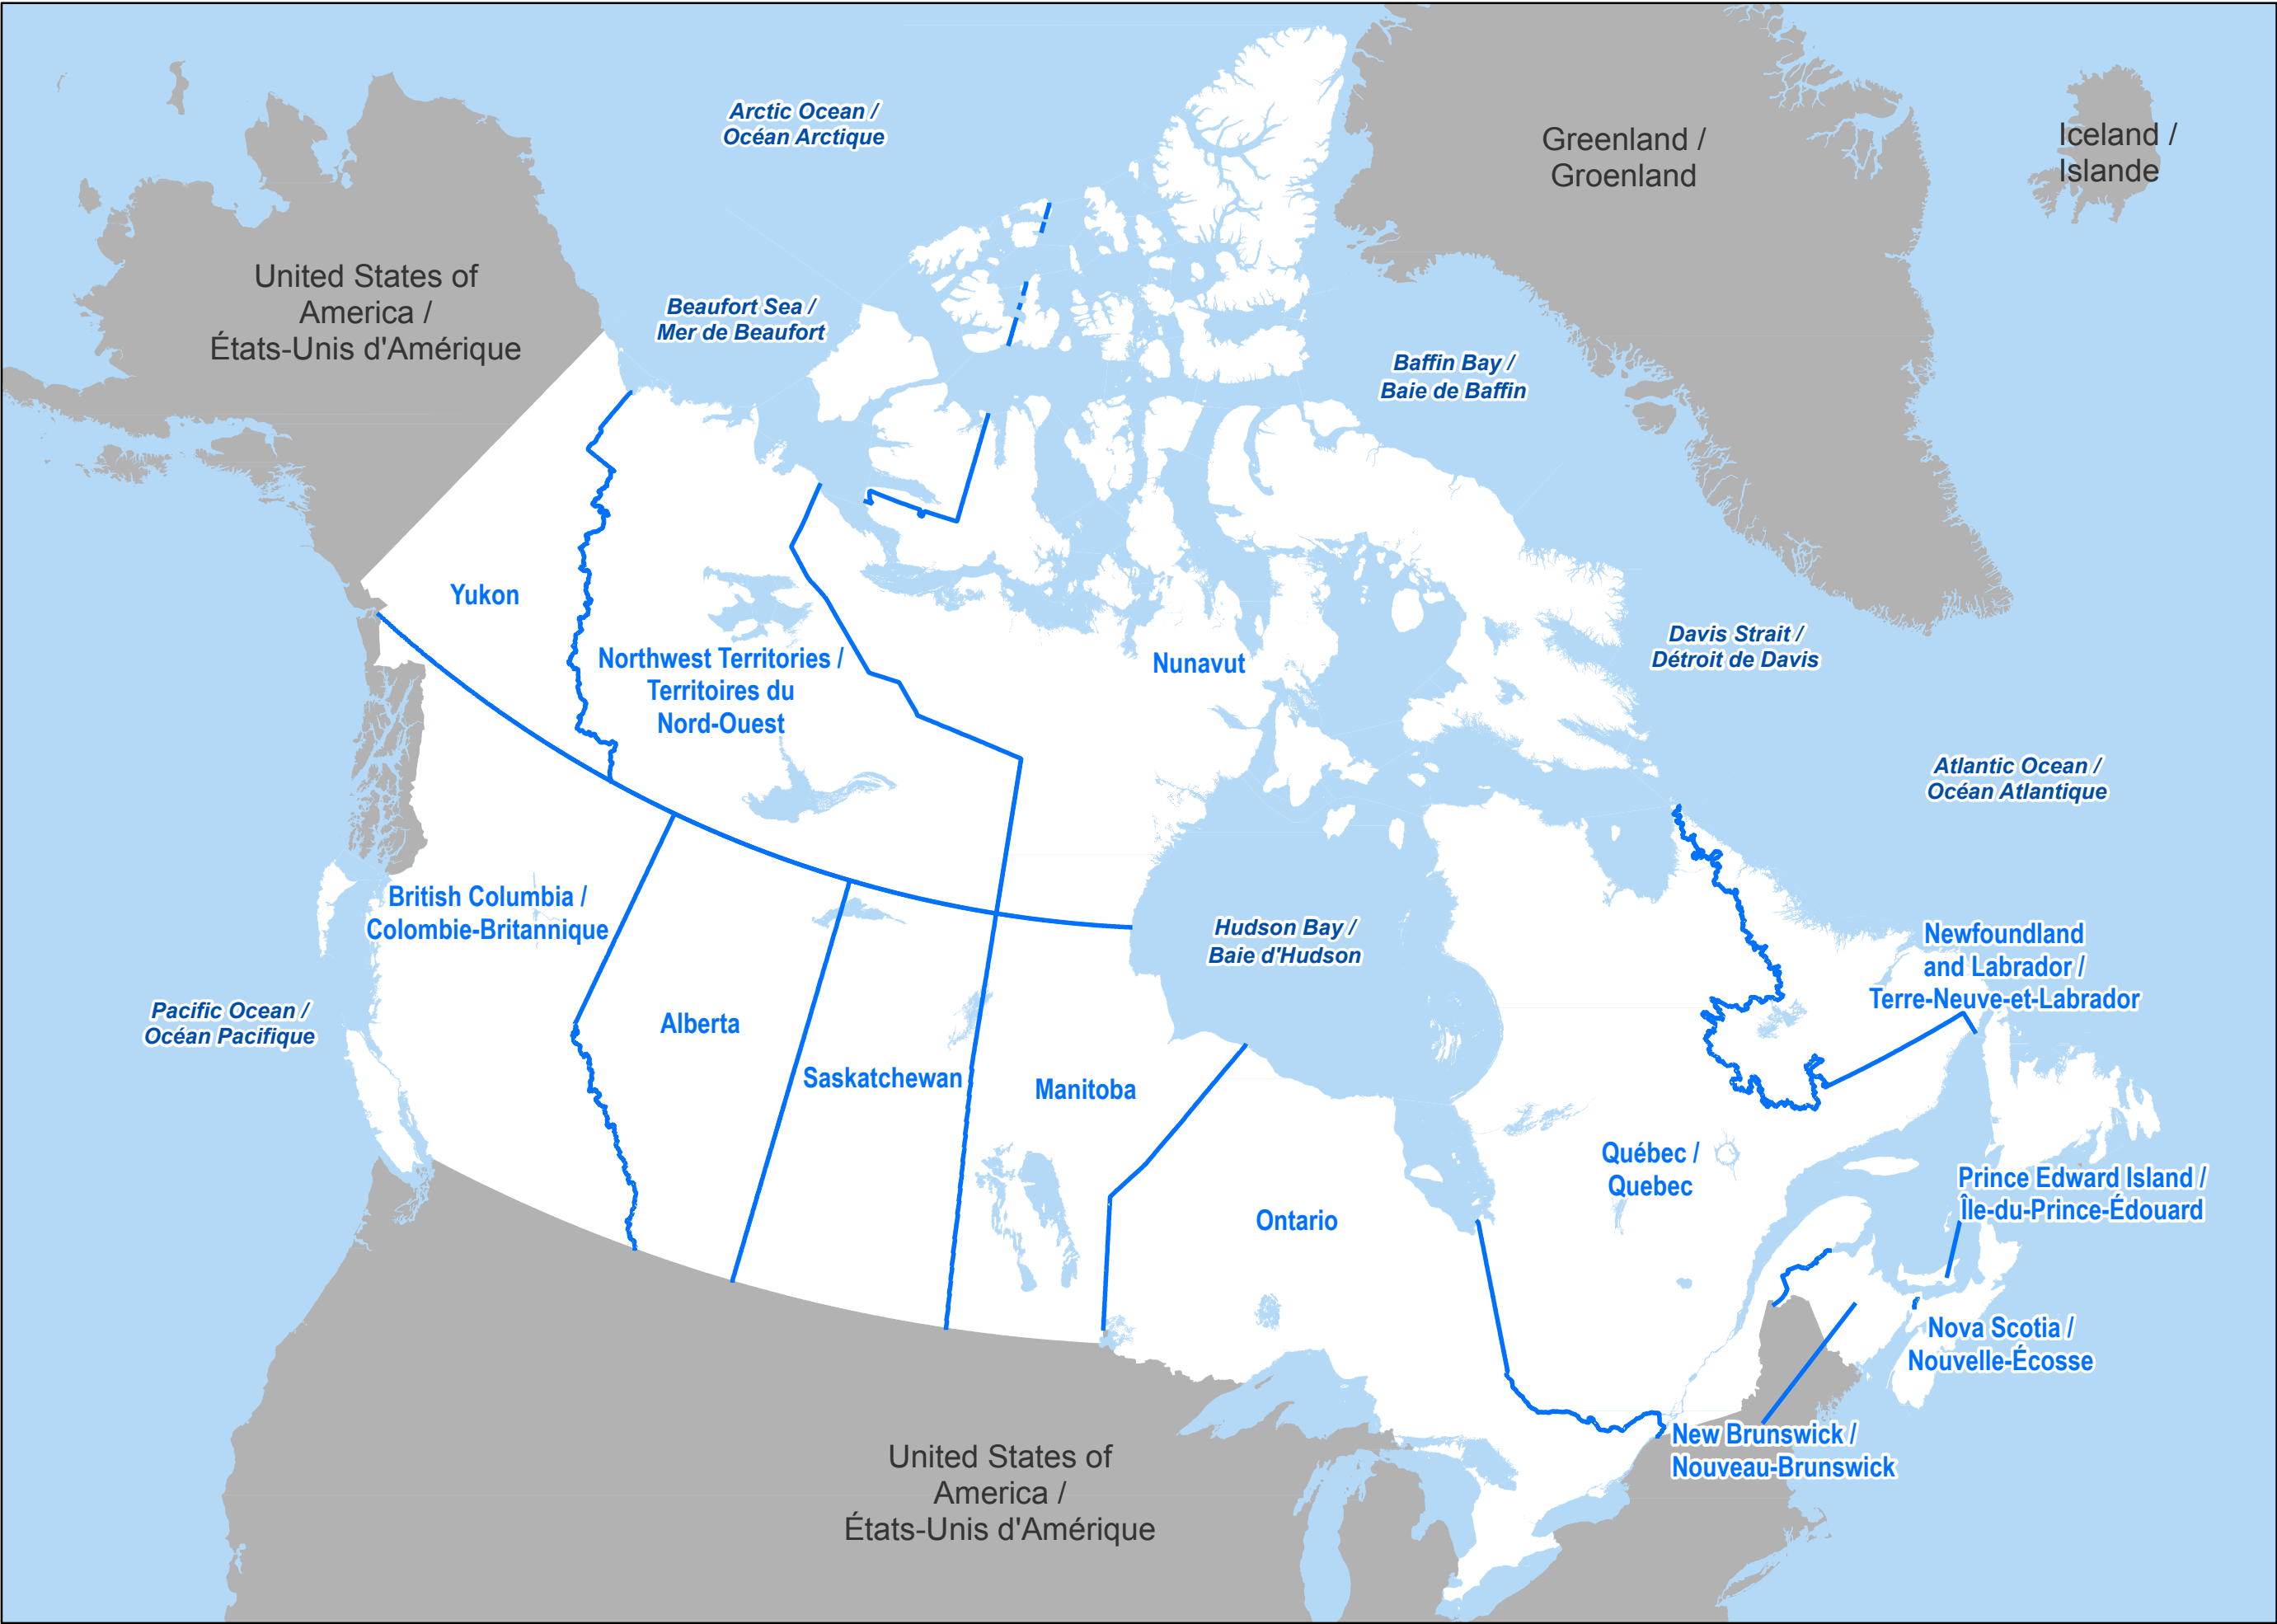 Arctic Ocean /
Océan Arctique
Greenland /
Groenland
Iceland /
Islande
United States of
America /
États-Unis d'Amérique
Beaufort Sea /
Mer de Beaufort
Baffin Bay /
Baie de Baffin
Yukon
Northwest Territories /
Territoires du
Nord-Ouest
Nunavut
Davis Strait /
Détroit de Davis
Atlantic Ocean /
Océan Atlantique
British Columbia /
Colombie-Britannique
Hudson Bay /
Baie d'Hudson
Newfoundland
and Labrador /
Terre-Neuve-et-Labrador
Pacific Ocean /
Océan Pacifique
Alberta
Saskatchewan
Manitoba
Québec /
Quebec
Prince Edward Island /
Île-du-Prince-Édouard
Ontario
Nova Scotia /
Nouvelle-Écosse
New Brunswick /
Nouveau-Brunswick
United States of
America /
États-Unis d'Amérique